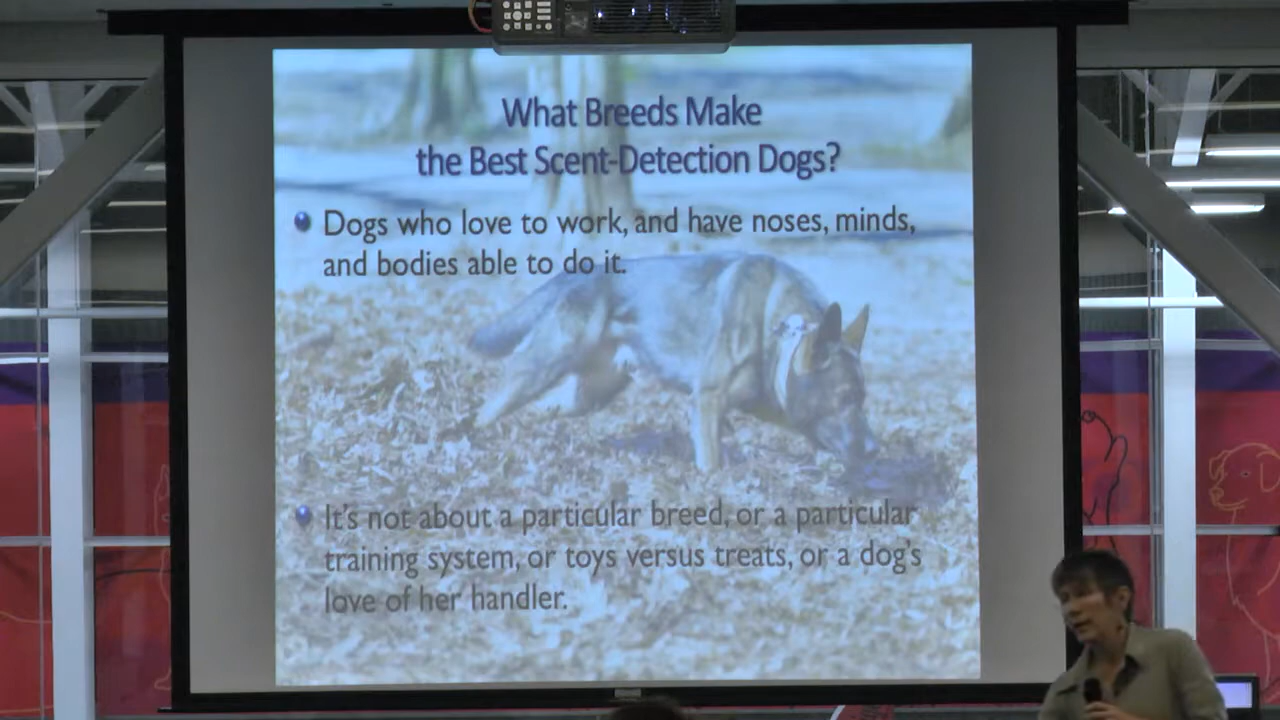 What Breeds Make
the Best Scent-Detection Dogs?
Dogs who love to work, and have noses, minds,
and bodies able to do it.
It's not about a particular breed, or a particular
training system, or toys versus treats, or a dog's
love of her handler.